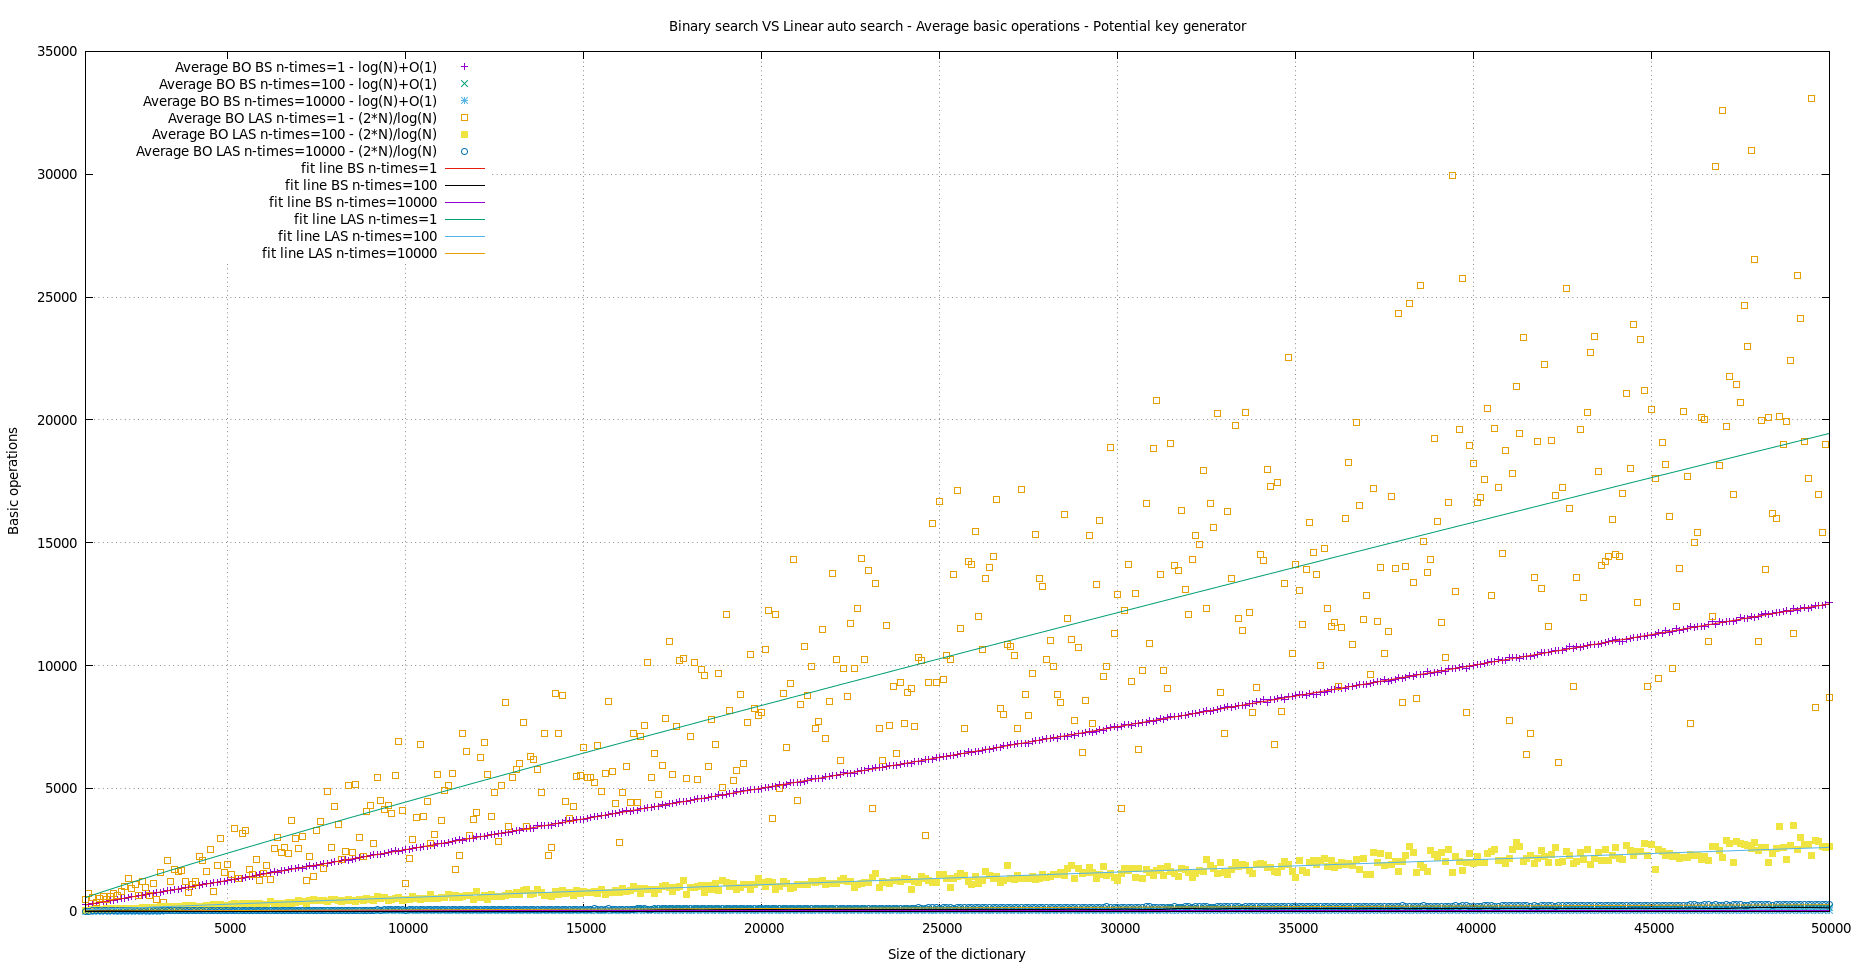 Binary search VS Linear auto search - Average basic operations - Potential key generator
35000
30000
25000
20000
15000
10000
5000
0
Basic operations
Average BO BS n-times=1 - log(N)+O(1)
Average BO BS n-times=100 - log(N)+O(1)
Average BO BS n-times=10000 - log(N)+O(1)
Average BO LAS n-times=1 - (2*N)/log(N)
Average BO LAS n-times=100 - (2*N)/log(N)
Average BO LAS n-times=10000 - (2*N)/log(N)
fit line BS n-times=1
fit line BS n-times=100
fit line BS n-times=10000
fit line LAS n-times=1
fit line LAS n-times=100
fit line LAS n-times=10000
5000 10000 15000 20000 25000 30000 35000 40000 45000 50000
Size of the dictionary